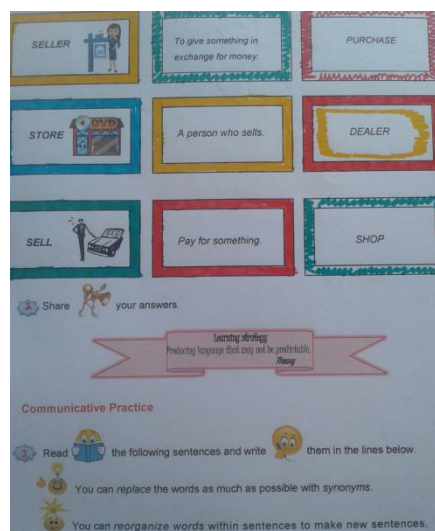 SELLER
To give something in
exchange for money.
PURCHASE
STORE
CD
A person who sells.
DEALER
SELL
Pay for something.
SHOP
Share your answers.
Learning strategy
Producing language that may not be predictable.
Communicative Practice
3. Read the following sentences and write them in the lines below.
You can replace the words as much as possible with synonyms.
You can reorganize words within sentences to make new sentences.